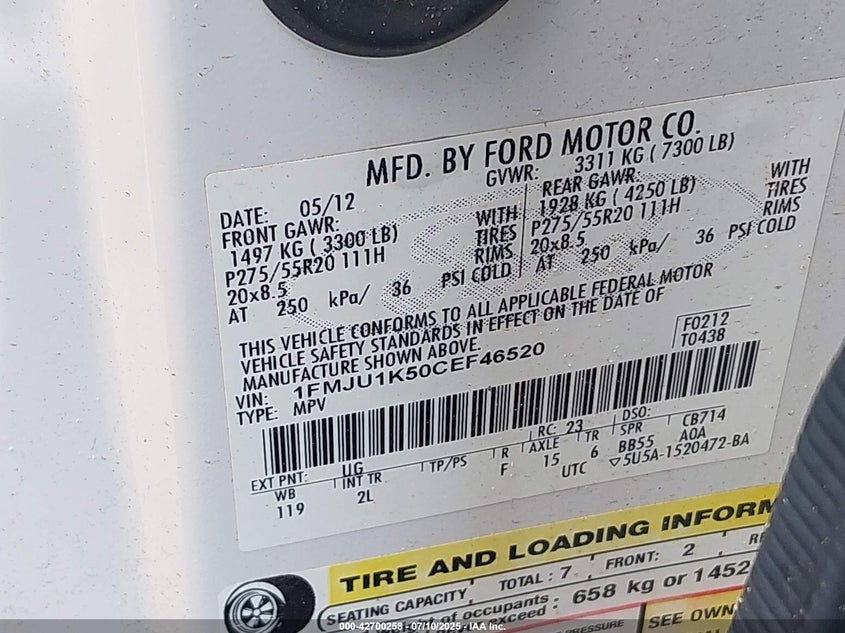 MFD. BY FORD MOTOR CO.
DATE: 05/12 GVWR: 3311 KG ( 7300 LB)
FRONT GAWR: REAR GAWR:
1497 KG ( 3300 LB) WITH 1928 KG ( 4250 LB) WITH
P275/55R20 111H TIRES P275/55R20 111H TIRES
20x8.5 RIMS 20x8.5 RIMS
AT 250 kPa/ 36 PSI COLD AT 250 kPa/ 36 PSI COLD
THIS VEHICLE CONFORMS TO ALL APPLICABLE FEDERAL MOTOR
VEHICLE SAFETY STANDARDS IN EFFECT ON THE DATE OF
MANUFACTURE SHOWN ABOVE.
F0212
T0438
VIN: 1FMJU1K50CEF46520
TYPE: MPV
EXT PNT: UG RC: 23 DSO:
WB INT TR TP/PS R AXLE TR SPR CB714
119 2L F 15 6 BB55 AOA
UTC ▽5U5A-1520472-BA
TIRE AND LOADING INFORM
SEATING CAPACITY, TOTAL : 7 , FRONT: 2 , RE
of occupants
exceed : 658 kg or 1452
PRESSURE SEE OWN
000-42700258 - 07/10/2025 - IAA Inc.